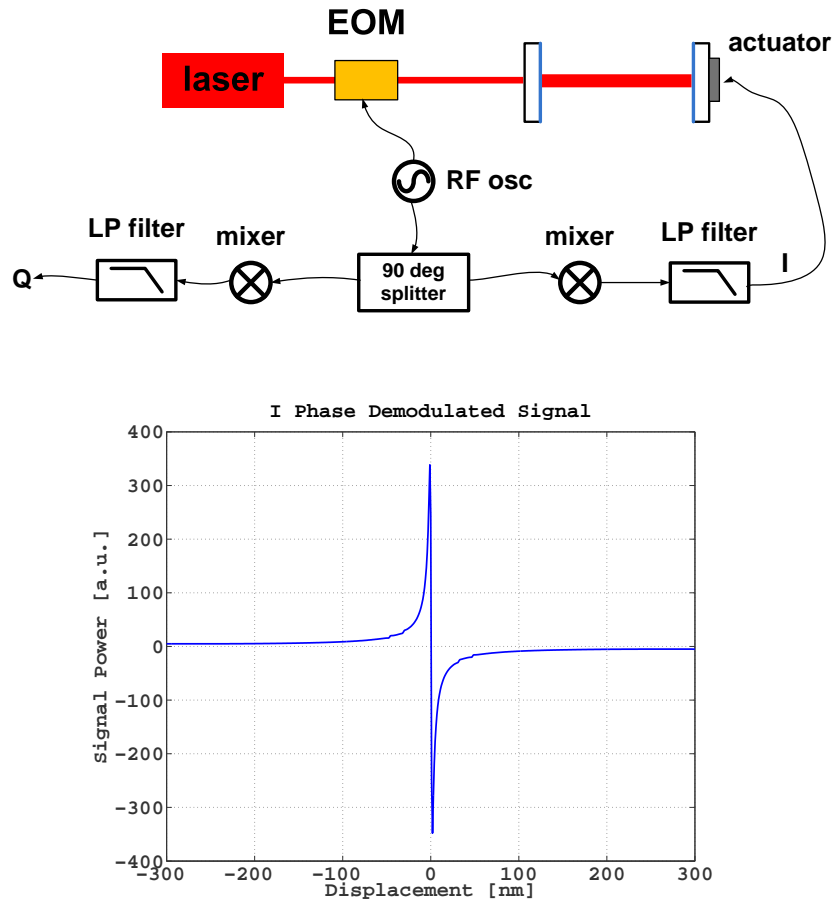 EOM
actuator
laser
RF osc
LP filter
mixer
mixer
LP filter
Q
90 deg
splitter
I
I Phase Demodulated Signal
Signal Power [a.u.]
400
300
200
100
0
−100
−200
−300
−400
−300
−200
−100
0
100
200
300
Displacement [nm]